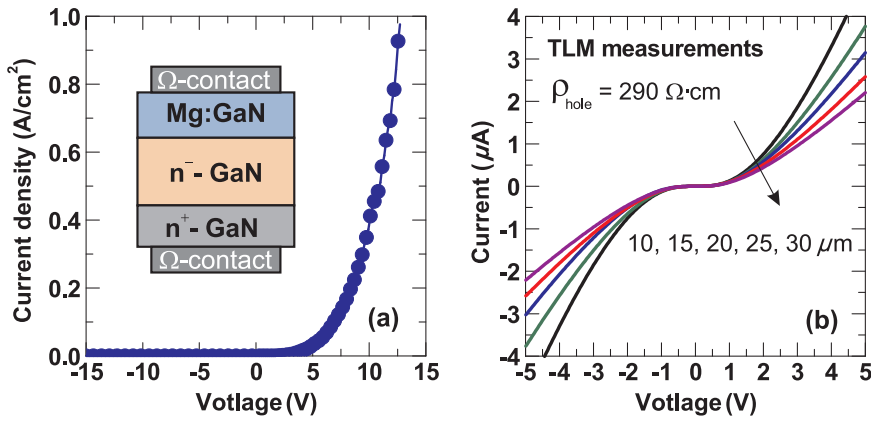 1.0
0.8
0.6
0.4
0.2
0.0
Current density (A/cm²)
Ω-contact
Mg:GaN
n⁻- GaN
n⁺- GaN
Ω-contact
(a)
-15 -10 -5 0 5 10 15
Votlage (V)
4
3
2
1
0
-1
-2
-3
-4
Current (μA)
TLM measurements
ρhole = 290 Ω·cm
10, 15, 20, 25, 30 μm
(b)
-5 -4 -2 -1 1 2 4 5
Votlage (V)